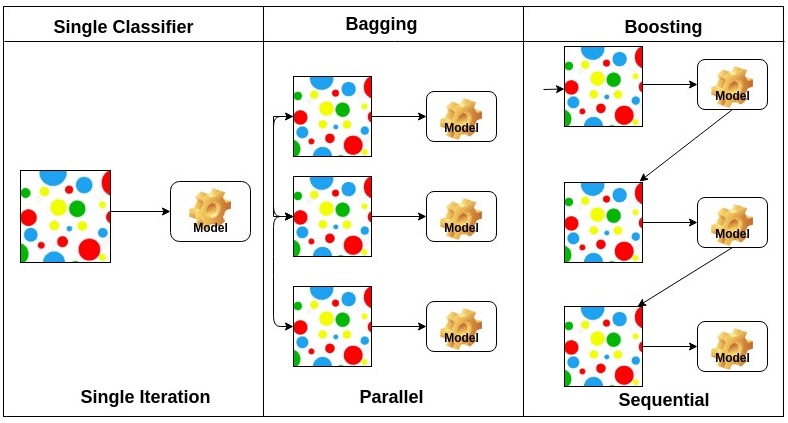 Single Classifier
Bagging
Boosting
Model
Model
Model
Model
Model
Model
Model
Single Iteration
Parallel
Sequential